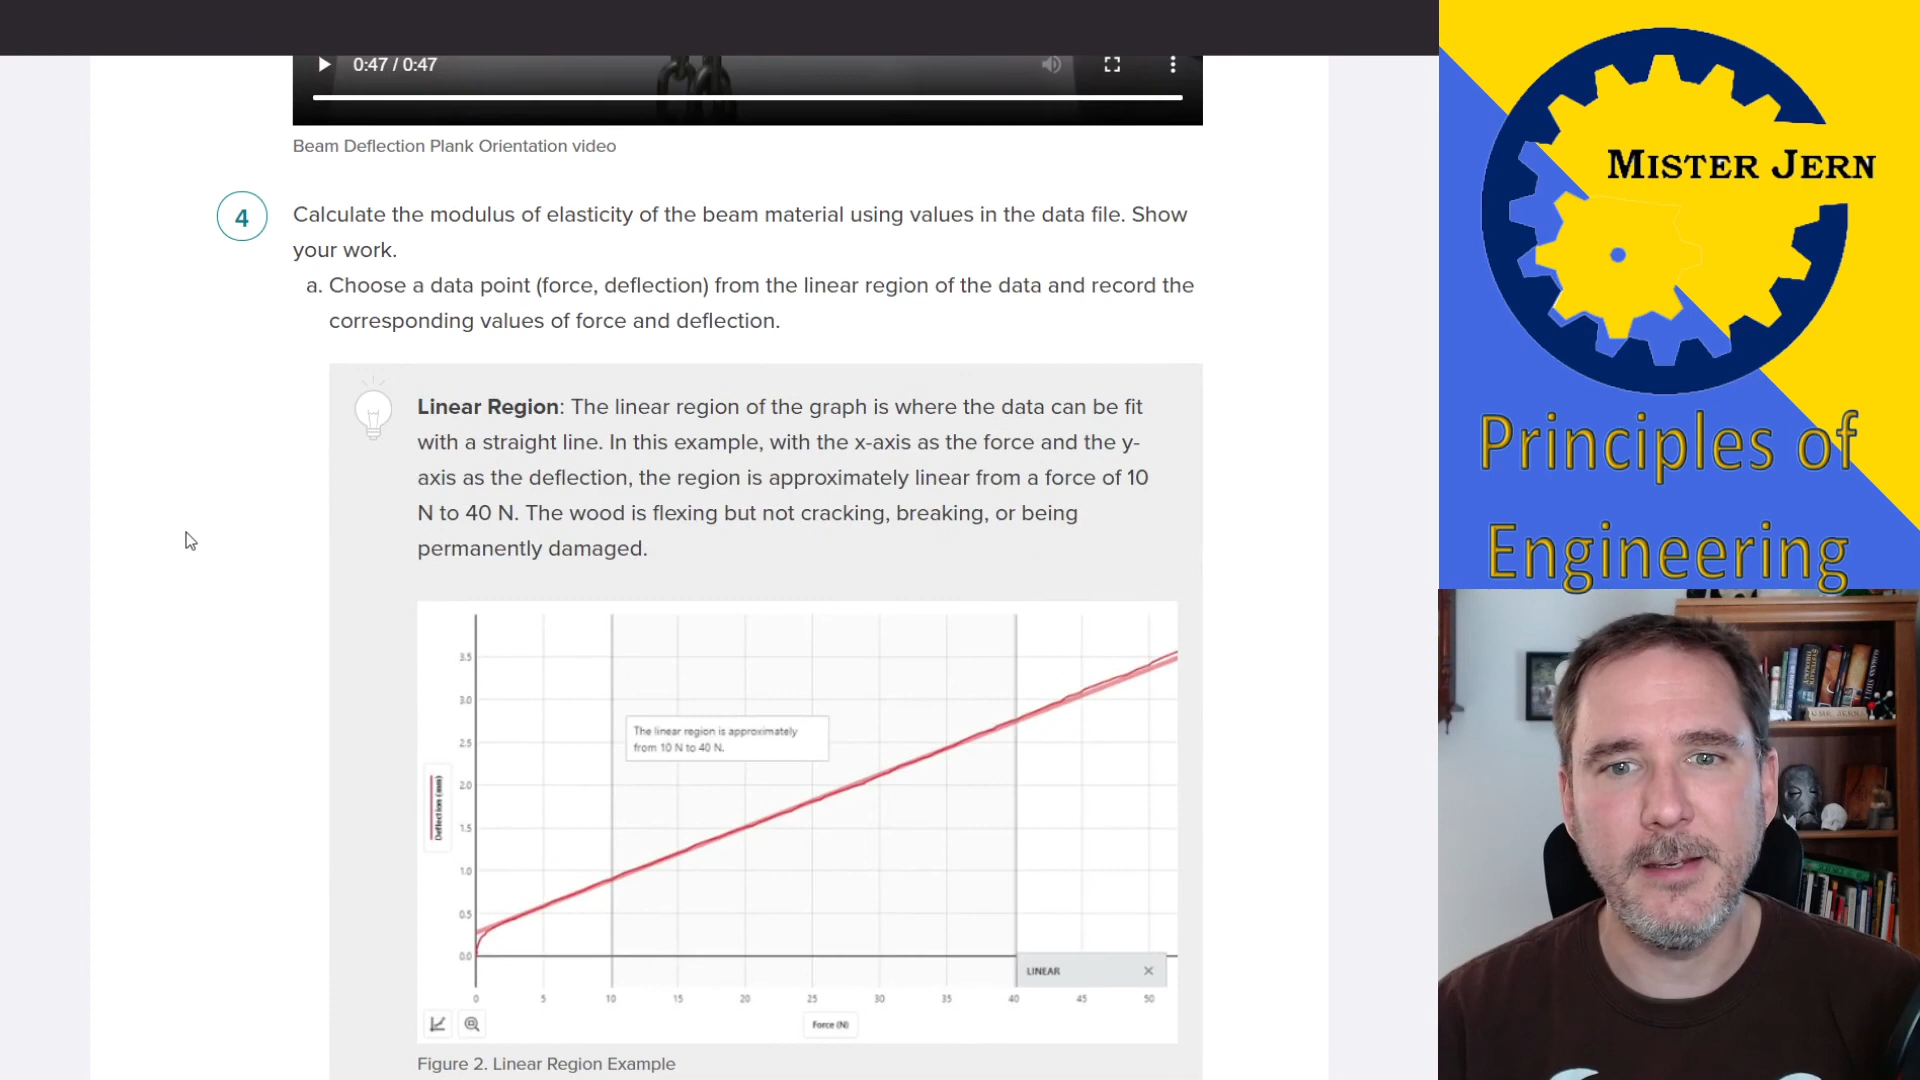 0:47 / 0:47
Beam Deflection Plank Orientation video
4
Calculate the modulus of elasticity of the beam material using values in the data file. Show
your work.
a. Choose a data point (force, deflection) from the linear region of the data and record the
corresponding values of force and deflection.
Linear Region: The linear region of the graph is where the data can be fit
with a straight line. In this example, with the x-axis as the force and the y-
axis as the deflection, the region is approximately linear from a force of 10
N to 40 N. The wood is flexing but not cracking, breaking, or being
permanently damaged.
3.5
3.0
2.5
2.0
1.5
1.0
0.5
0.0
Deflection (mm)
The linear region is approximately
from 10 N to 40 N.
LINEAR
0 5 10 15 20 25 30 35 40 45 50
Force (N)
Figure 2. Linear Region Example
MISTER JERN
Principles of
Engineering